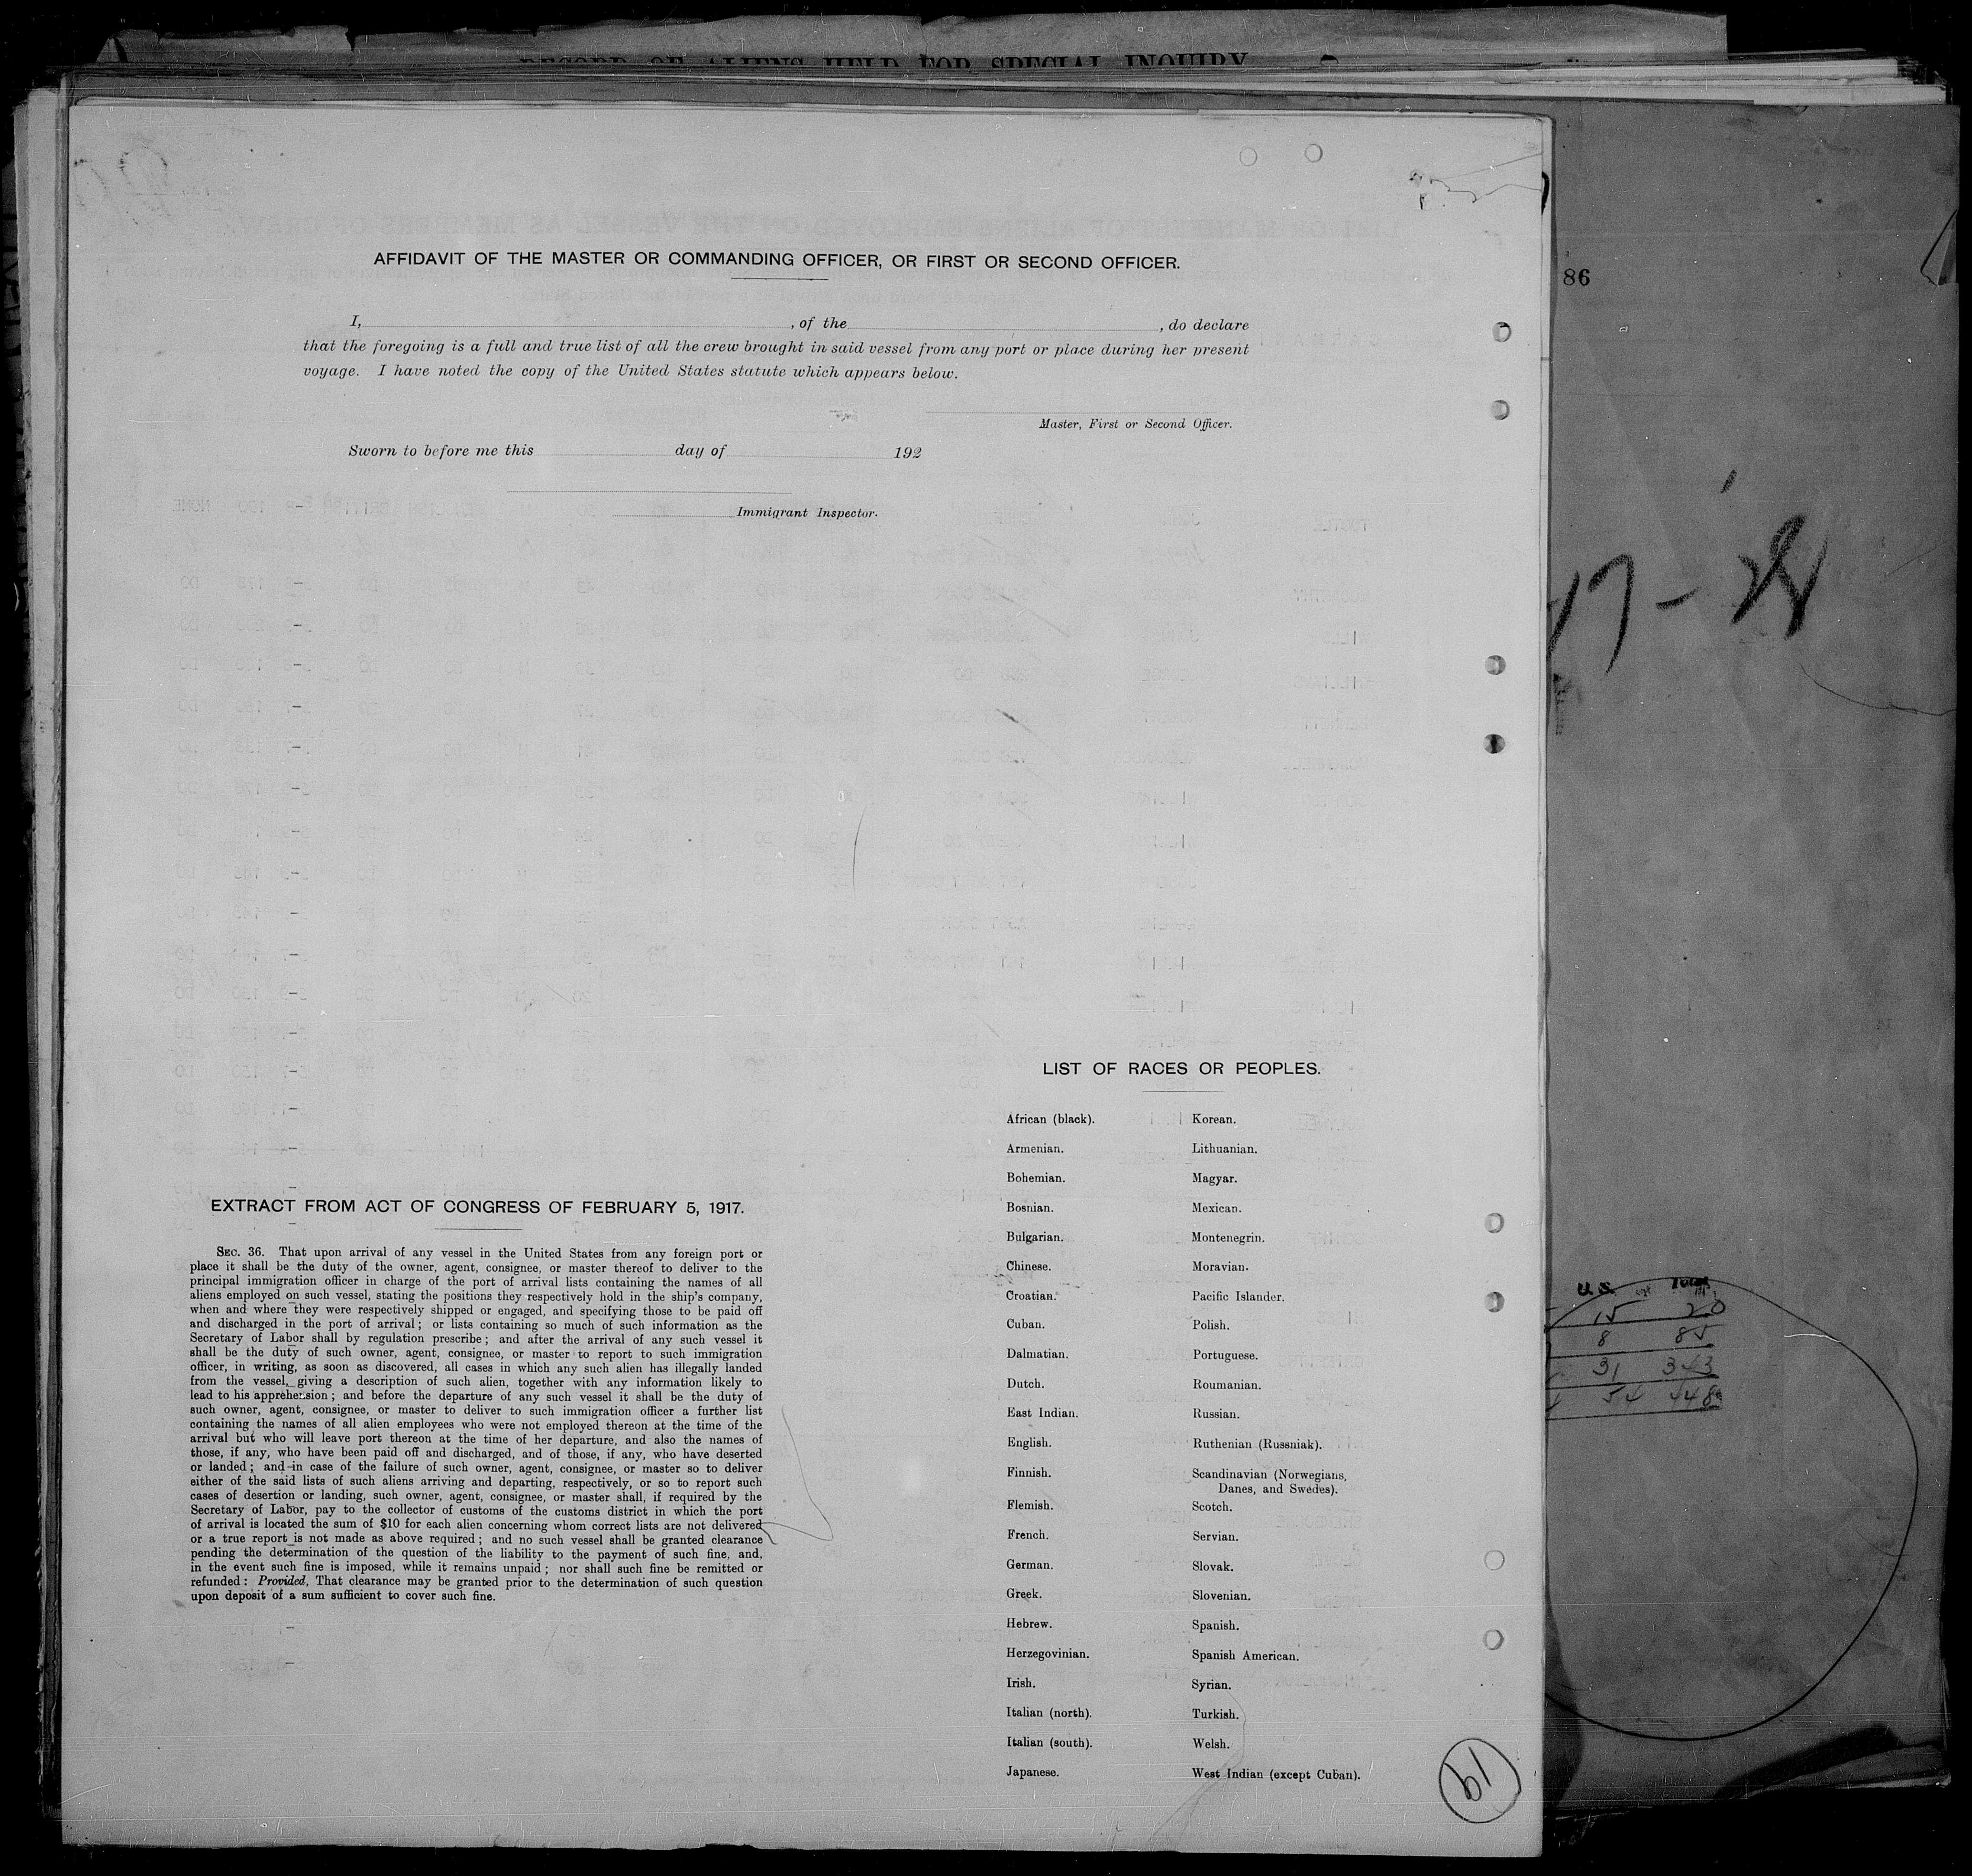 RECORD OF ALIENS HELD FOR SPECIAL INQUIRY
AFFIDAVIT OF THE MASTER OR COMMANDING OFFICER, OR FIRST OR SECOND OFFICER.
I, , of the , do declare
that the foregoing is a full and true list of all the crew brought in said vessel from any port or place during her present
voyage. I have noted the copy of the United States statute which appears below.
Master, First or Second Officer.
Sworn to before me this day of 192
Immigrant Inspector.
EXTRACT FROM ACT OF CONGRESS OF FEBRUARY 5, 1917.
SEC. 36. That upon arrival of any vessel in the United States from any foreign port or
place it shall be the duty of the owner, agent, consignee, or master thereof to deliver to the
principal immigration officer in charge of the port of arrival lists containing the names of all
aliens employed on such vessel, stating the positions they respectively hold in the ship's company,
when and where they were respectively shipped or engaged, and specifying those to be paid off
and discharged in the port of arrival; or lists containing so much of such information as the
Secretary of Labor shall by regulation prescribe; and after the arrival of any such vessel it
shall be the duty of such owner, agent, consignee, or master to report to such immigration
officer, in writing, as soon as discovered, all cases in which any such alien has illegally landed
from the vessel, giving a description of such alien, together with any information likely to
lead to his apprehension; and before the departure of any such vessel it shall be the duty of
such owner, agent, consignee, or master to deliver to such immigration officer a further list
containing the names of all alien employees who were not employed thereon at the time of the
arrival but who will leave port thereon at the time of her departure, and also the names of
those, if any, who have been paid off and discharged, and of those, if any, who have deserted
or landed; and in case of the failure of such owner, agent, consignee, or master so to deliver
either of the said lists of such aliens arriving and departing, respectively, or so to report such
cases of desertion or landing, such owner, agent, consignee, or master shall, if required by the
Secretary of Labor, pay to the collector of customs of the customs district in which the port
of arrival is located the sum of $10 for each alien concerning whom correct lists are not delivered
or a true report is not made as above required; and no such vessel shall be granted clearance
pending the determination of the question of the liability to the payment of such fine, and,
in the event such fine is imposed, while it remains unpaid; nor shall such fine be remitted or
refunded: Provided, That clearance may be granted prior to the determination of such question
upon deposit of a sum sufficient to cover such fine.
LIST OF RACES OR PEOPLES.
African (black). Korean.
Armenian. Lithuanian.
Bohemian. Magyar.
Bosnian. Mexican.
Bulgarian. Montenegrin.
Chinese. Moravian.
Croatian. Pacific Islander.
Cuban. Polish.
Dalmatian. Portuguese.
Dutch. Roumanian.
East Indian. Russian.
English. Ruthenian (Russniak).
Finnish. Scandinavian (Norwegians,
Danes, and Swedes).
Flemish. Scotch.
French. Servian.
German. Slovak.
Greek. Slovenian.
Hebrew. Spanish.
Herzegovinian. Spanish American.
Irish. Syrian.
Italian (north). Turkish.
Italian (south). Welsh.
Japanese. West Indian (except Cuban).
86
U.S. Total
15 20
8 85
31 343
54 448